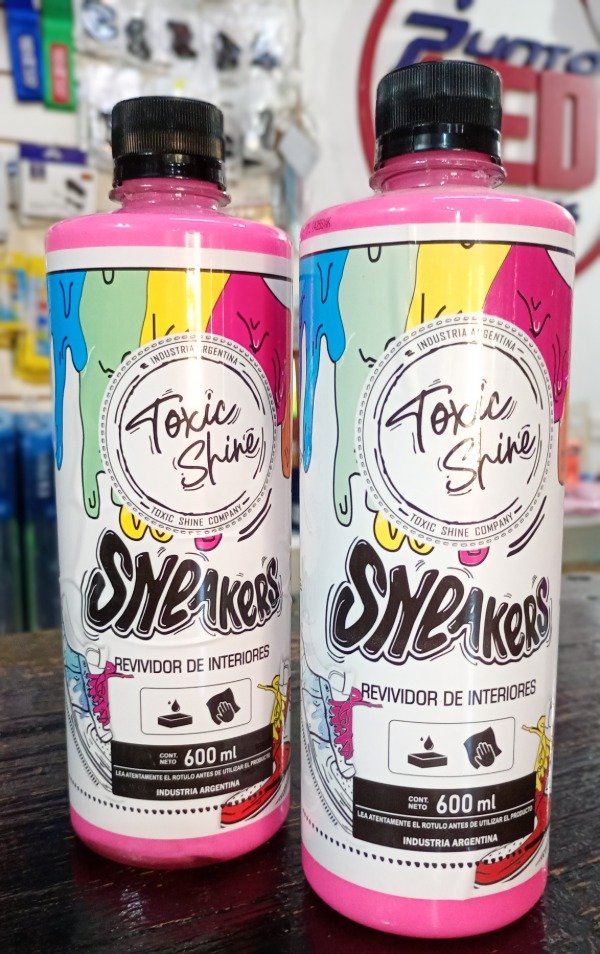 PUNTO
LED
INDUSTRIA ARGENTINA
Toxic
Shine
TOXIC SHINE COMPANY
SNEAKERS
REVIVIDOR DE INTERIORES
CONT.
NETO 600 ml
LEA ATENTAMENTE EL ROTULO ANTES DE UTILIZAR EL PRODUCTO
INDUSTRIA ARGENTINA
INDUSTRIA ARGENTINA
Toxic
Shine
TOXIC SHINE COMPANY
SNEAKERS
REVIVIDOR DE INTERIORES
CONT.
NETO 600 ml
LEA ATENTAMENTE EL ROTULO ANTES DE UTILIZAR EL PRODUCTO
INDUSTRIA ARGENTINA